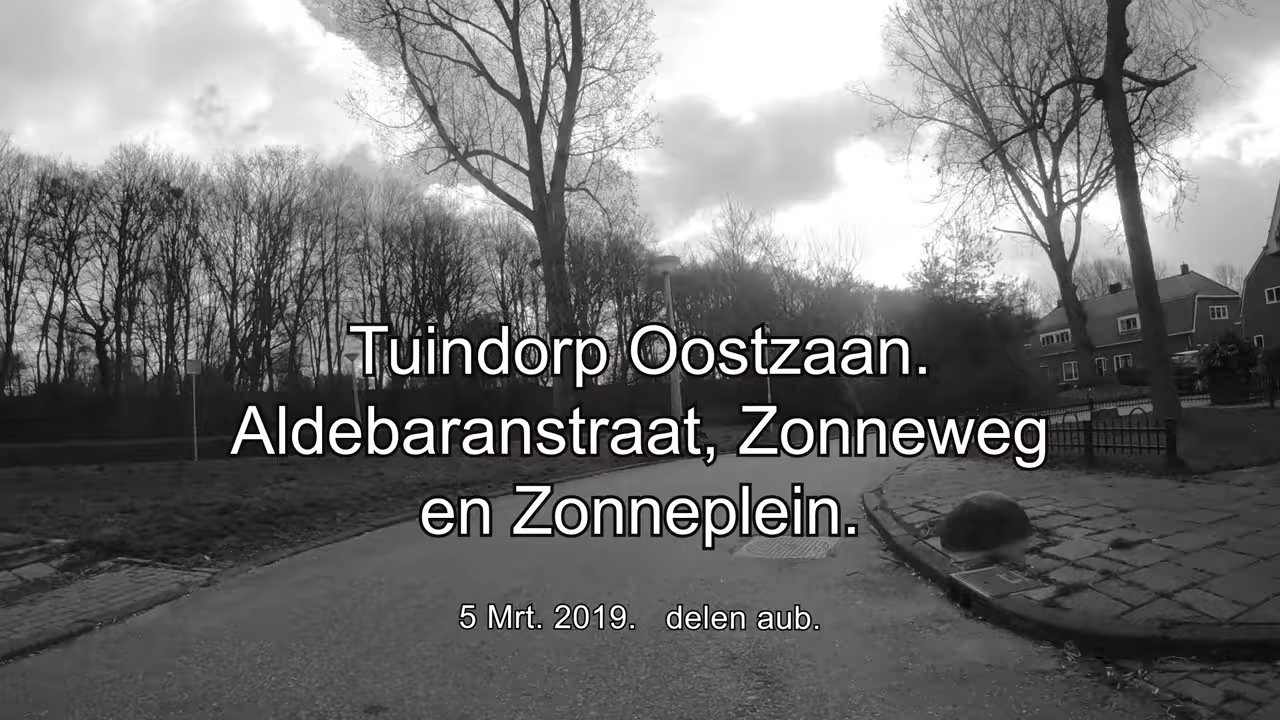 Tuindorp Oostzaan.
Aldebaranstraat, Zonneweg
en Zonneplein.
5 Mrt. 2019. delen aub.